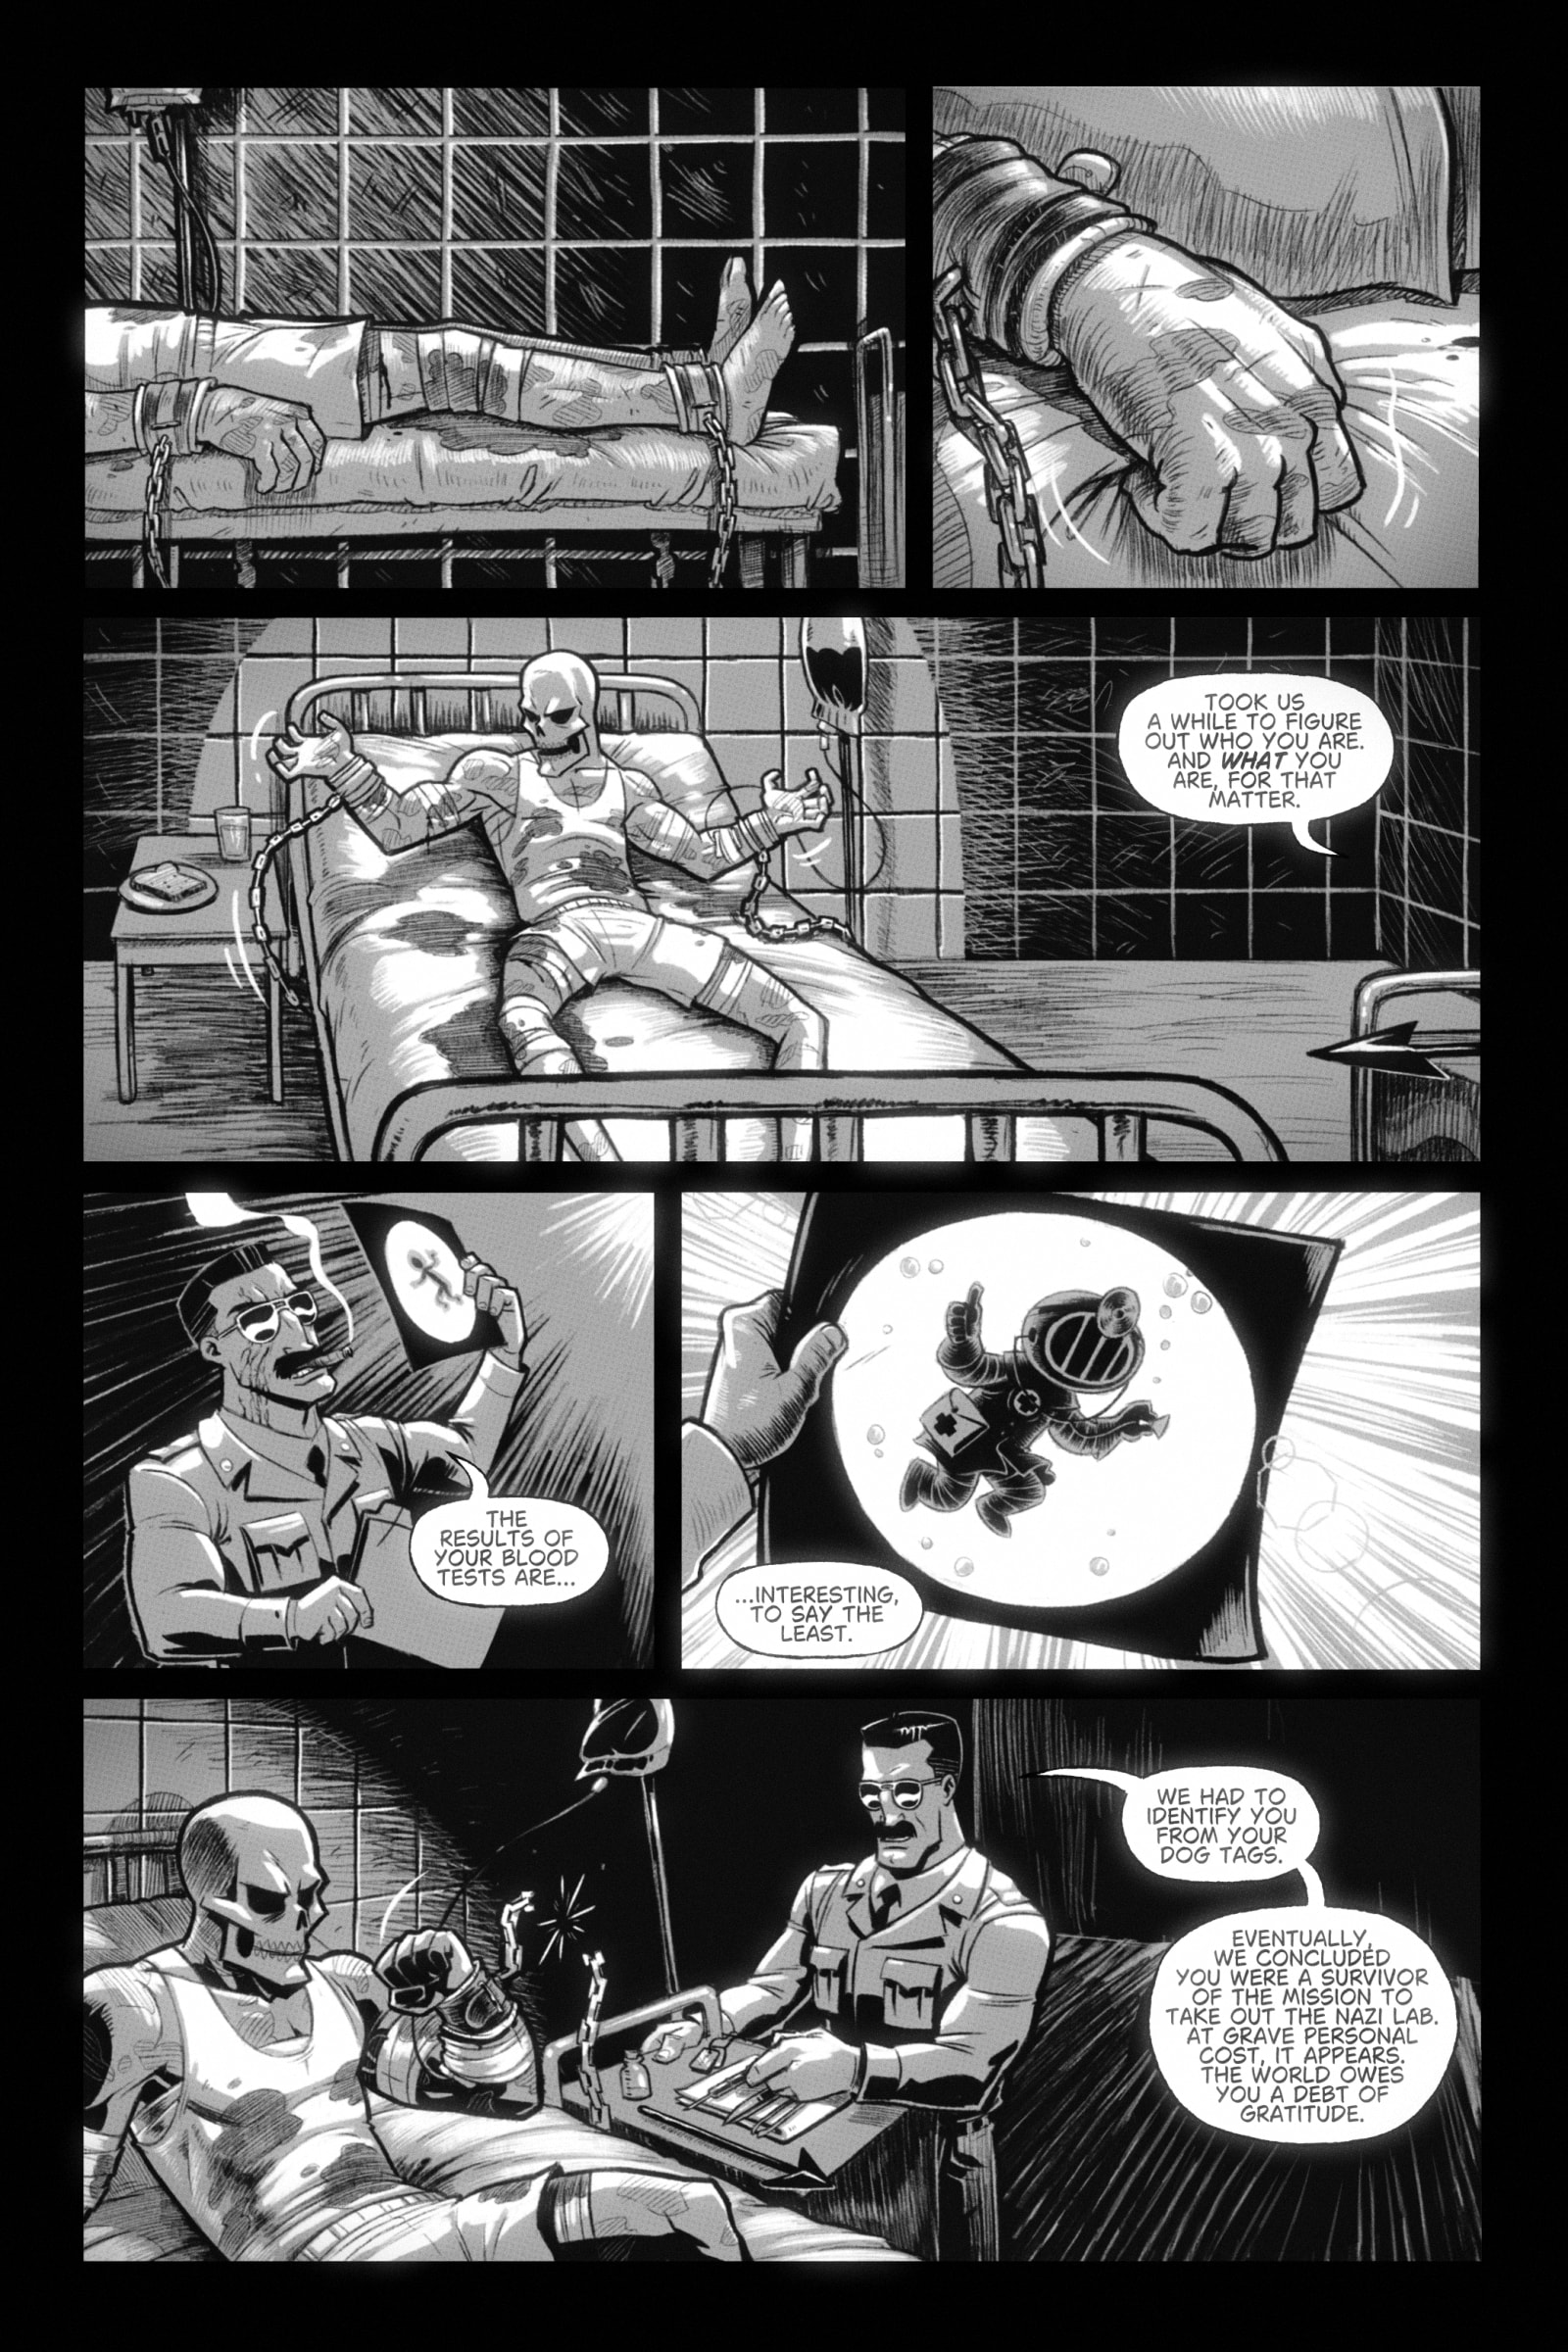 TOOK US
A WHILE TO FIGURE
OUT WHO YOU ARE.
AND WHAT YOU
ARE, FOR THAT
MATTER.
THE
RESULTS OF
YOUR BLOOD
TESTS ARE...
...INTERESTING,
TO SAY THE
LEAST.
WE HAD TO
IDENTIFY YOU
FROM YOUR
DOG TAGS.
EVENTUALLY,
WE CONCLUDED
YOU WERE A SURVIVOR
OF THE MISSION TO
TAKE OUT THE NAZI LAB.
AT GRAVE PERSONAL
COST, IT APPEARS.
THE WORLD OWES
YOU A DEBT OF
GRATITUDE.